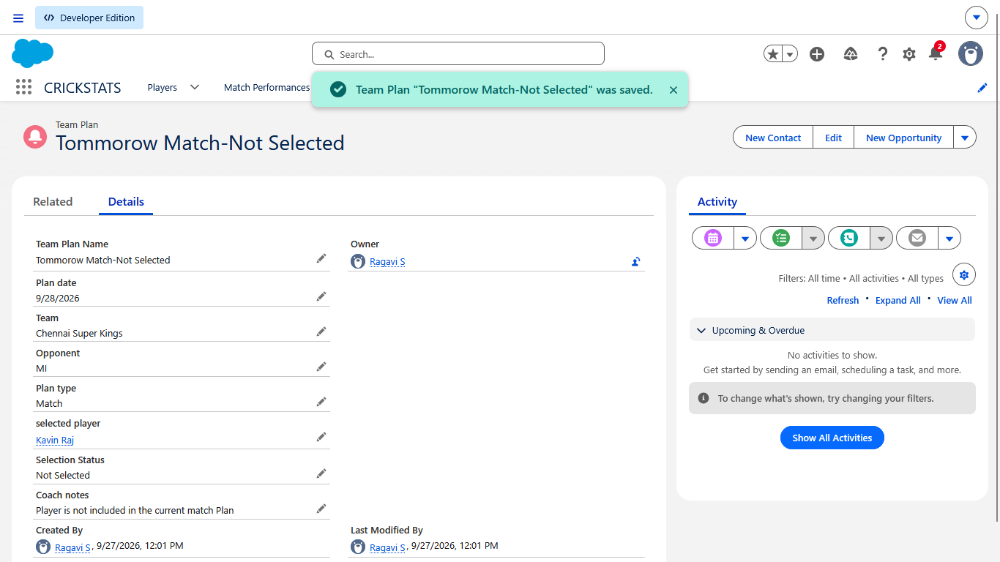 Developer Edition
Search...
2
CRICKSTATS
Players
Match Performances
Team Plan "Tommorow Match-Not Selected" was saved.
Team Plan
Tommorow Match-Not Selected
New Contact
Edit
New Opportunity
Related
Details
Team Plan Name
Tommorow Match-Not Selected
Owner
Ragavi S
Plan date
9/28/2026
Team
Chennai Super Kings
Opponent
MI
Plan type
Match
selected player
Kavin Raj
Selection Status
Not Selected
Coach notes
Player is not included in the current match Plan
Created By
Ragavi S, 9/27/2026, 12:01 PM
Last Modified By
Ragavi S, 9/27/2026, 12:01 PM
Activity
Filters: All time • All activities • All types
Refresh • Expand All • View All
Upcoming & Overdue
No activities to show.
Get started by sending an email, scheduling a task, and more.
To change what's shown, try changing your filters.
Show All Activities